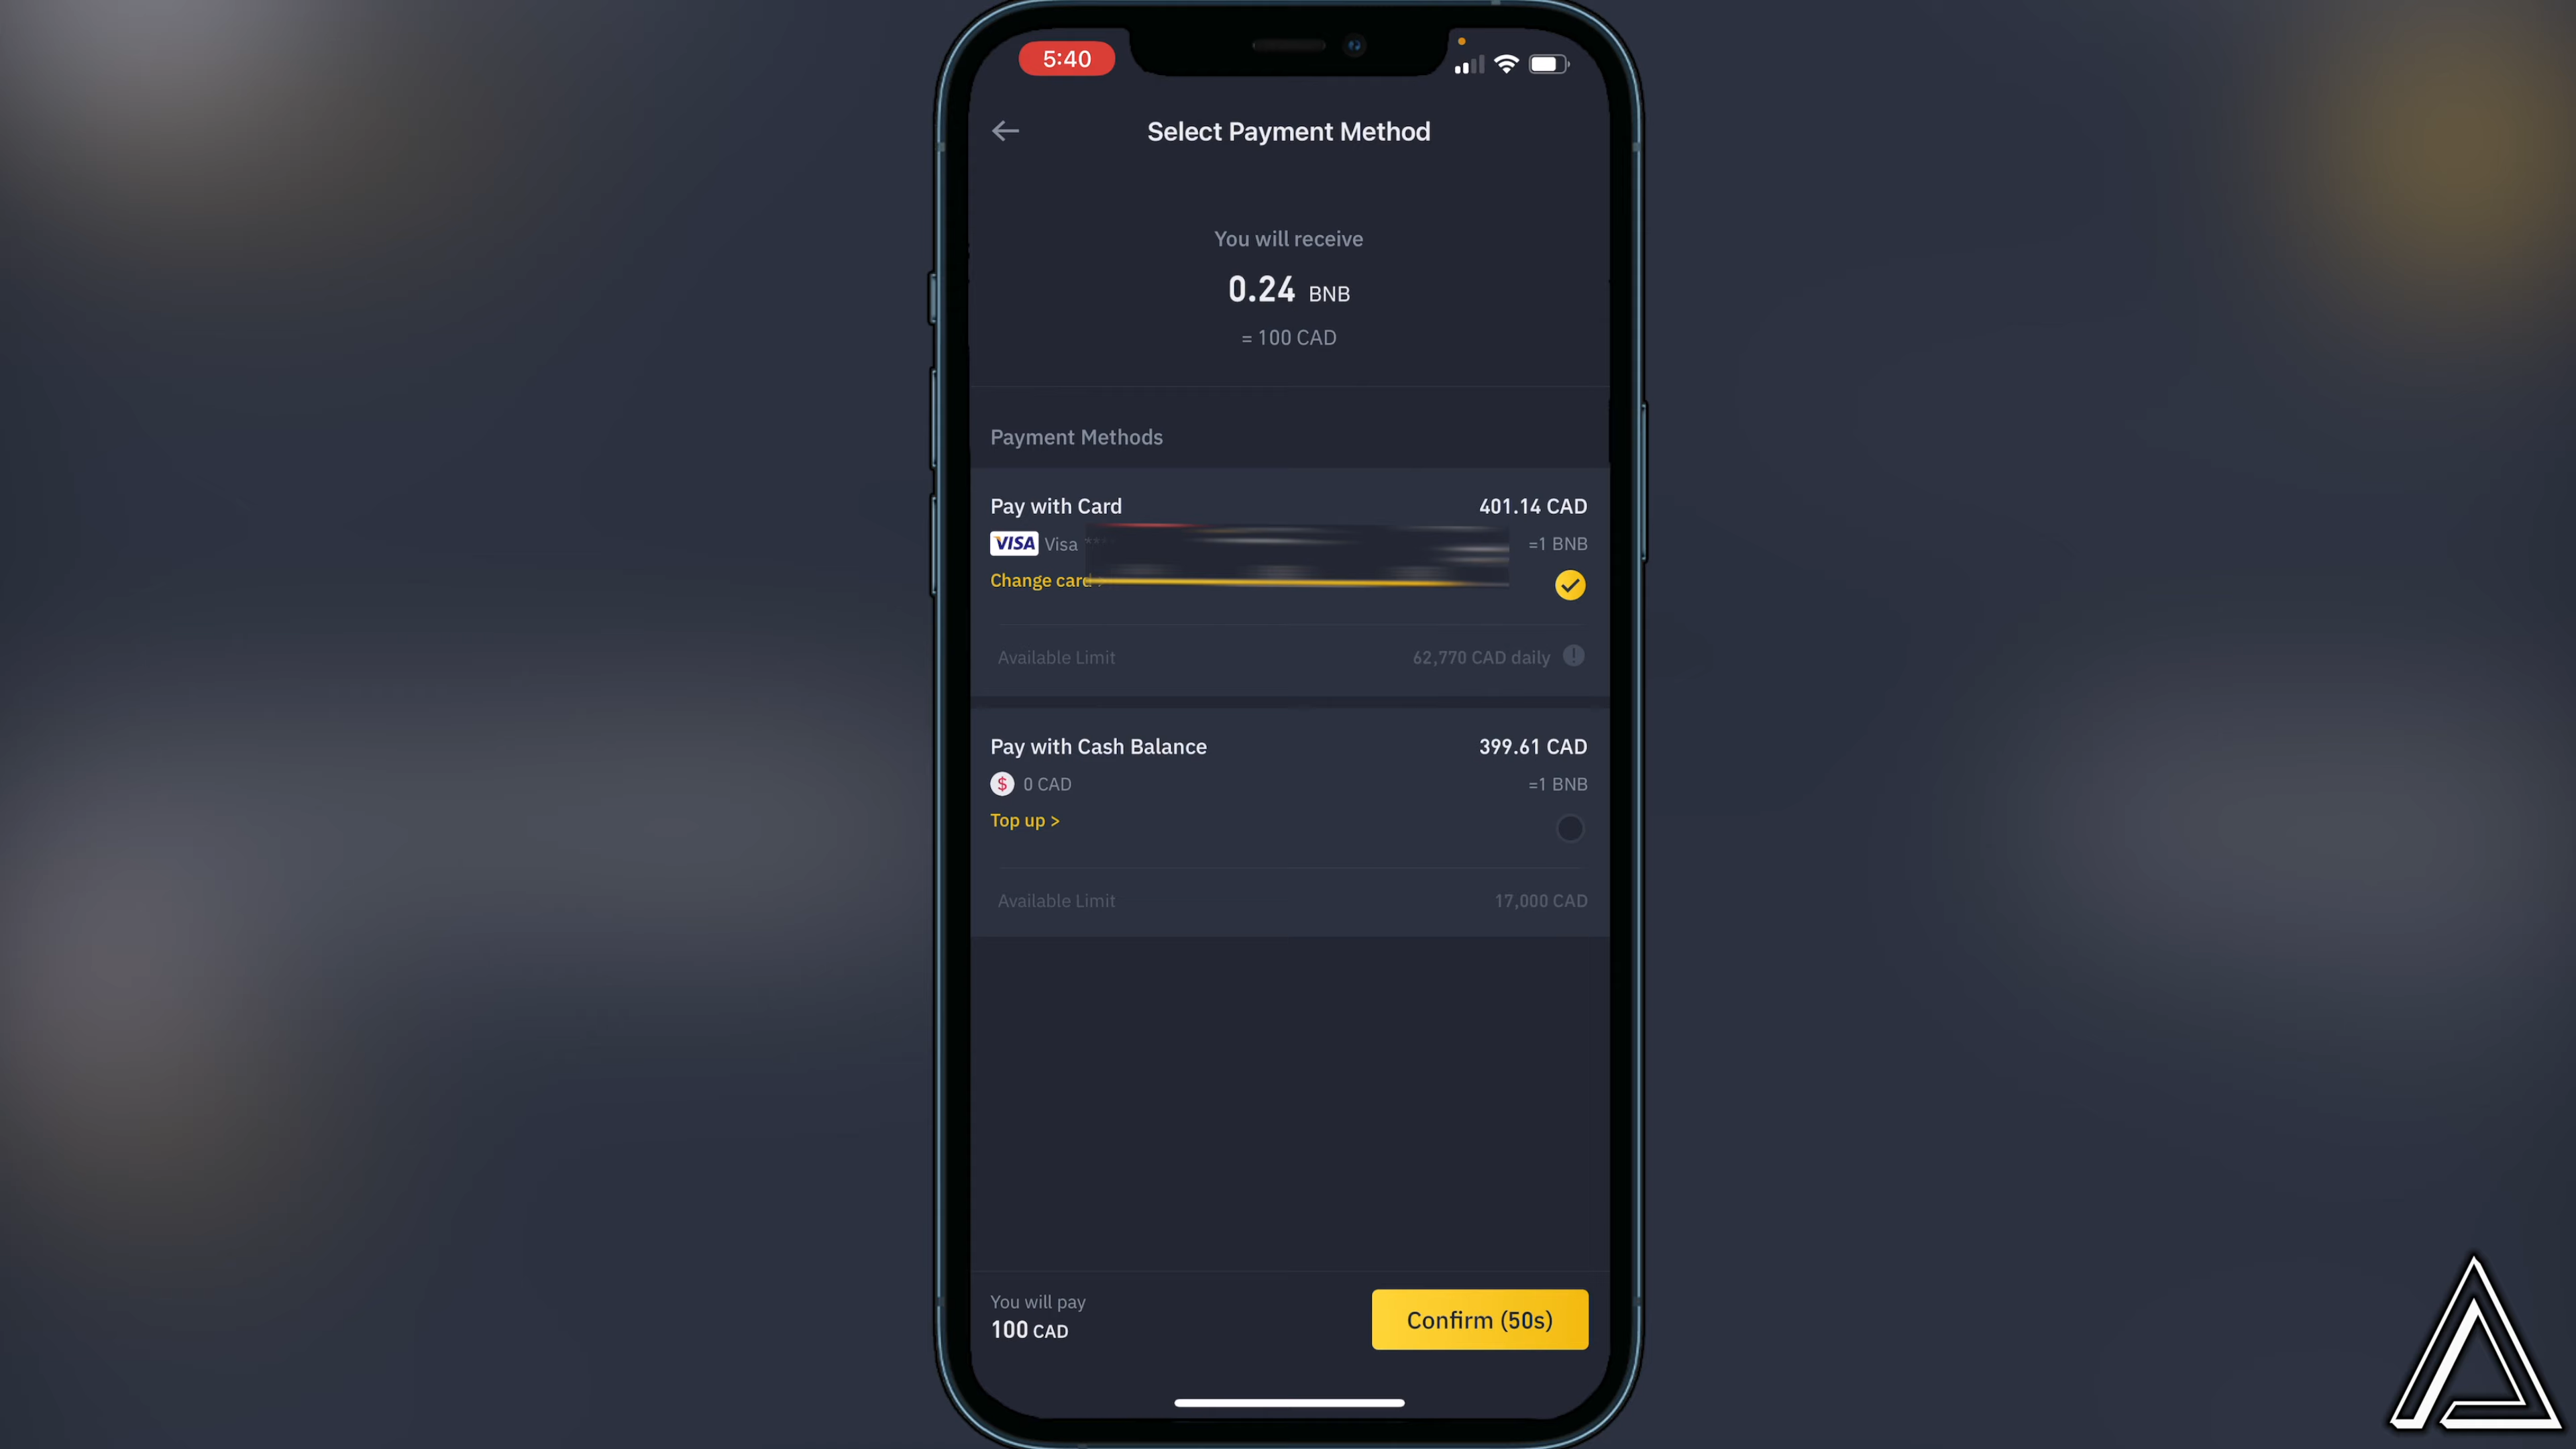 5:40
Select Payment Method
You will receive
0.24 BNB
= 100 CAD
Payment Methods
Pay with Card 401.14 CAD
VISA Visa =1 BNB
Change card
Available Limit 62,770 CAD daily
Pay with Cash Balance 399.61 CAD
$ 0 CAD =1 BNB
Top up >
Available Limit 17,000 CAD
You will pay
100 CAD
Confirm (50s)